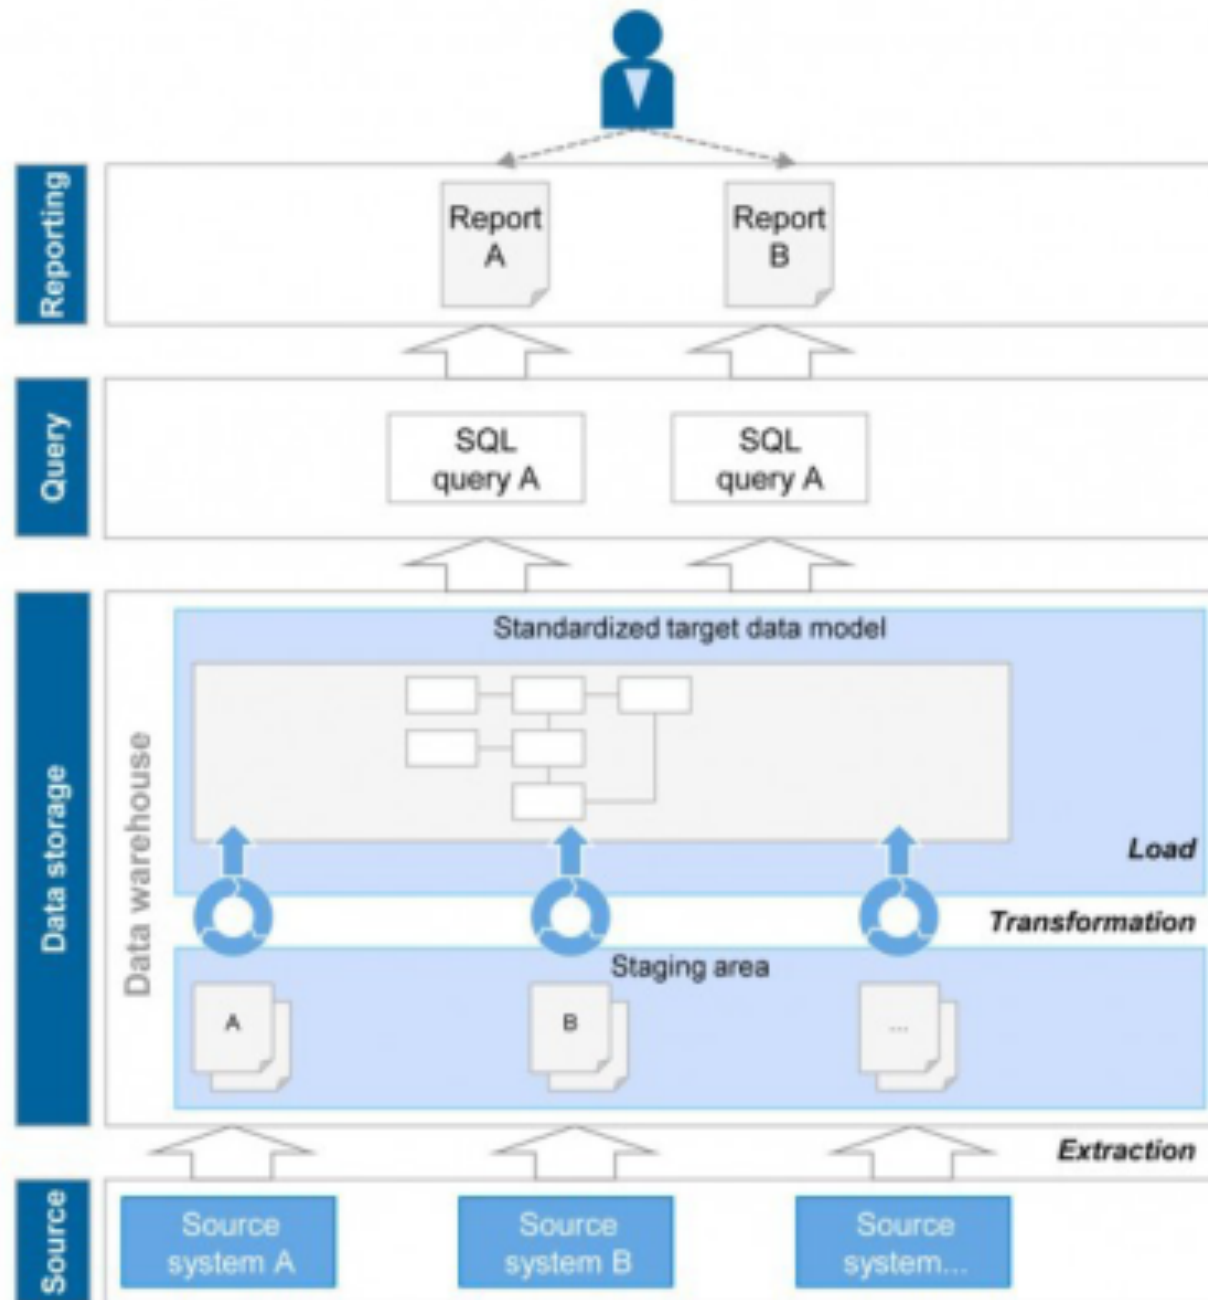 Reporting
Report
A
Report
B
Query
SQL
query A
SQL
query A
Data storage
Data warehouse
Standardized target data model
Load
Transformation
Staging area
A
B
...
Extraction
Source
Source
system A
Source
system B
Source
system...